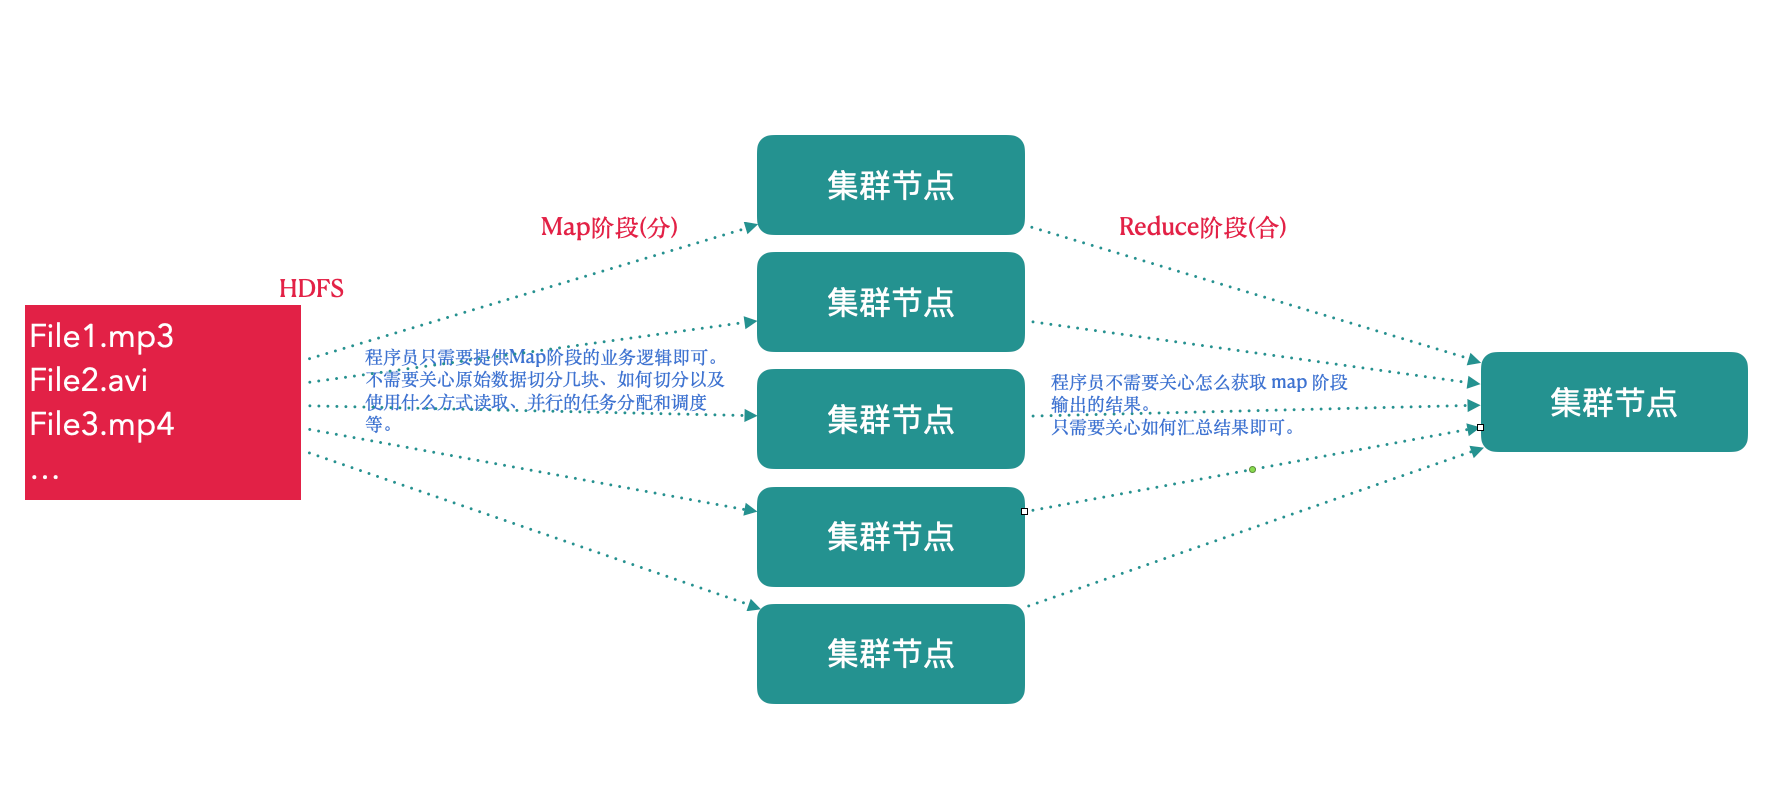 集群节点
Map阶段(分)
Reduce阶段(合)
集群节点
HDFS
File1.mp3
File2.avi
File3.mp4
...
程序员只需要提供Map阶段的业务逻辑即可。
不需要关心原始数据切分几块、如何切分以及
使用什么方式读取、并行的任务分配和调度
等。
集群节点
程序员不需要关心怎么获取 map 阶段
输出的结果。
只需要关心如何汇总结果即可。
集群节点
集群节点
集群节点